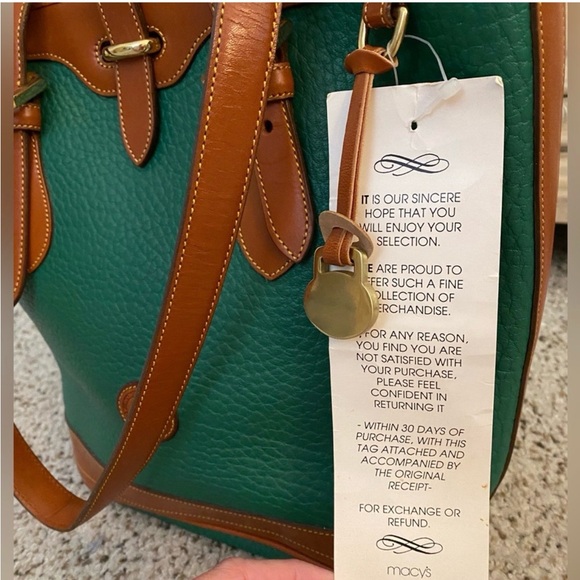 IT IS OUR SINCERE
HOPE THAT YOU
WILL ENJOY YOUR
SELECTION.
ARE PROUD TO
SUCH A FINE
COLLECTION OF
MERCHANDISE.
FOR ANY REASON,
YOU FIND YOU ARE
NOT SATISFIED WITH
YOUR PURCHASE,
PLEASE FEEL
CONFIDENT IN
RETURNING IT
- WITHIN 30 DAYS OF
PURCHASE, WITH THIS
TAG ATTACHED AND
ACCOMPANIED BY
THE ORIGINAL
RECEIPT-
FOR EXCHANGE OR
REFUND.
macy's